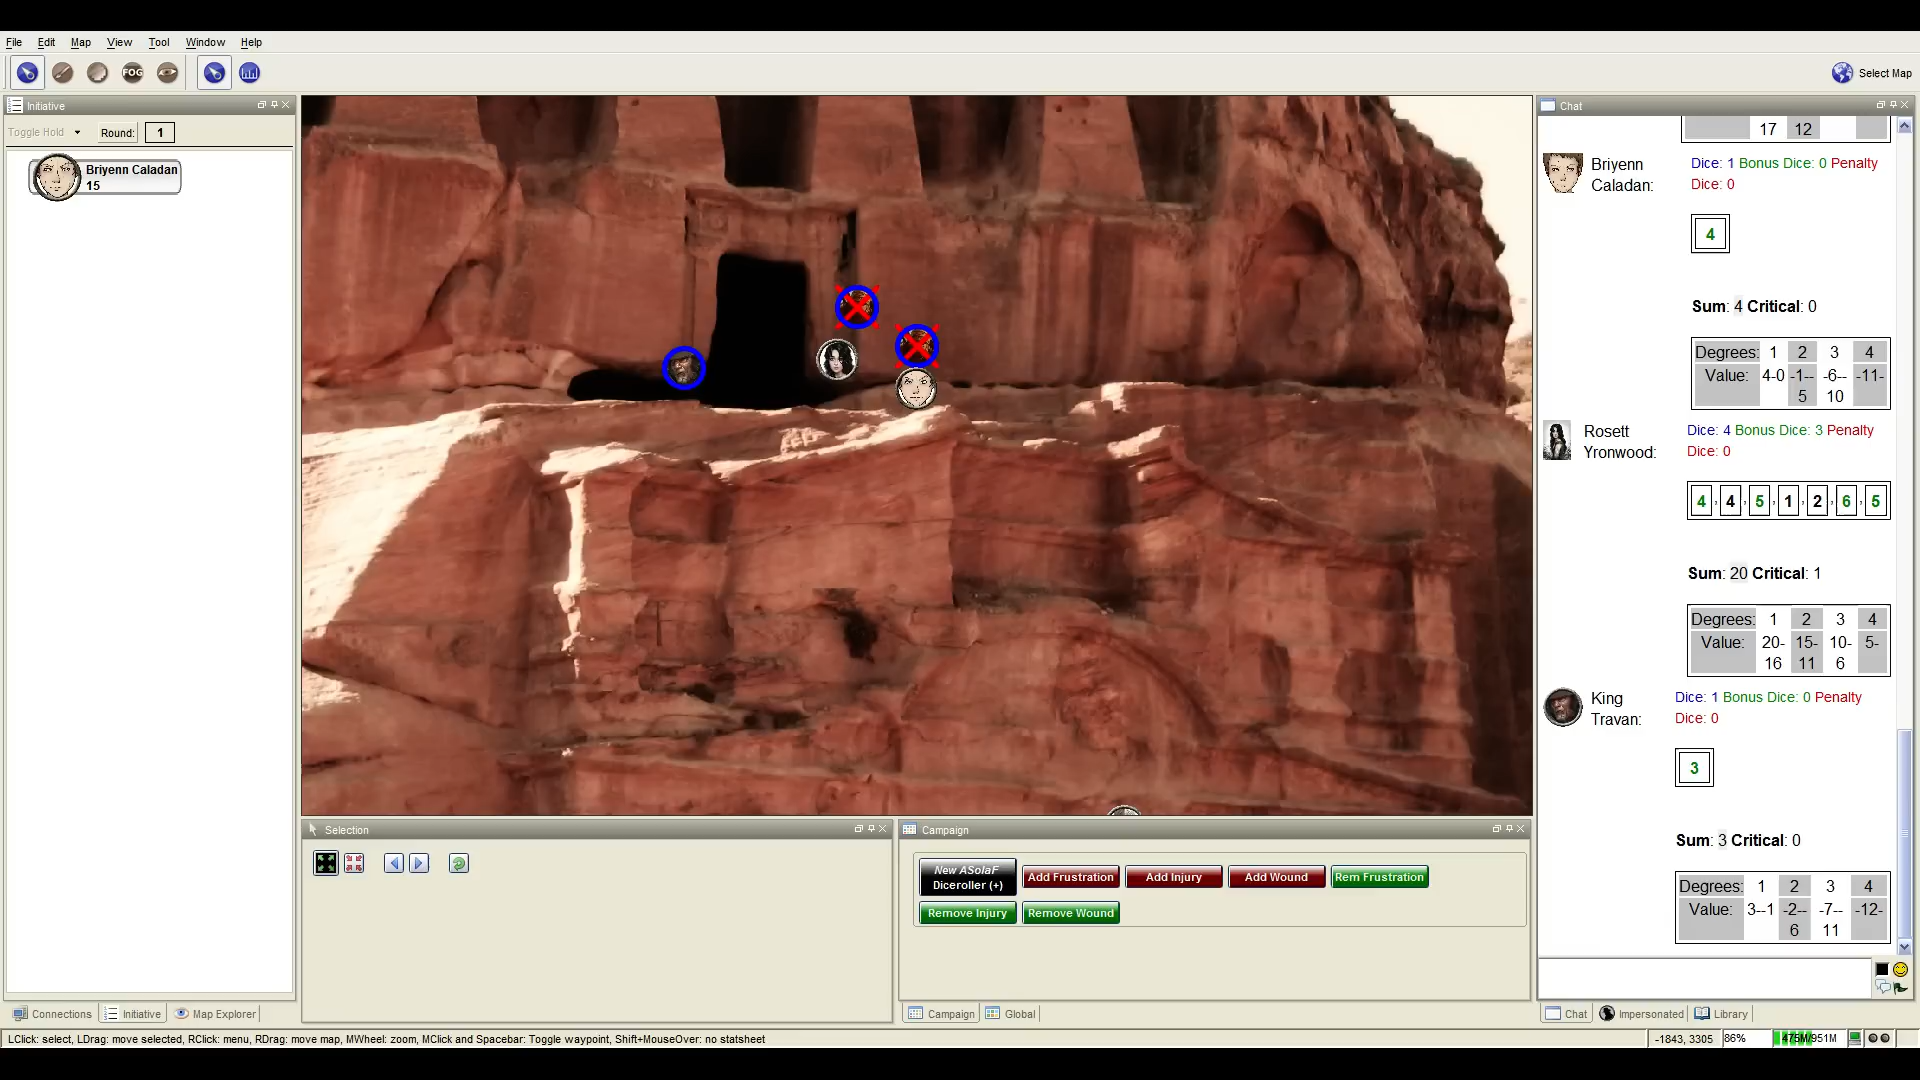 File Edit Map View Tool Window Help
FOG
Select Map
Initiative
Toggle Hold Round: 1
Briyenn Caladan
15
Chat
17 12
Briyenn
Caladan:
Dice: 1 Bonus Dice: 0 Penalty
Dice: 0
4
Sum: 4 Critical: 0
Degrees: 1 2 3 4
Value: 4-0 -1-- -6-- -11-
5 10
Rosett
Yronwood:
Dice: 4 Bonus Dice: 3 Penalty
Dice: 0
4 , 4 , 5 , 1 , 2 , 6 , 5
Sum: 20 Critical: 1
Degrees: 1 2 3 4
Value: 20- 15- 10- 5-
16 11 6
King
Travan:
Dice: 1 Bonus Dice: 0 Penalty
Dice: 0
3
Sum: 3 Critical: 0
Degrees: 1 2 3 4
Value: 3--1 -2-- -7-- -12-
6 11
Selection
Campaign
New ASoIaF
Diceroller (+)
Add Frustration Add Injury Add Wound Rem Frustration
Remove Injury Remove Wound
Connections Initiative Map Explorer
Campaign Global
Chat Impersonated Library
LClick: select, LDrag: move selected, RClick: menu, RDrag: move map, MWheel: zoom, MClick and Spacebar: Toggle waypoint, Shift+MouseOver: no statsheet
-1843, 3305 86% 475M/951M